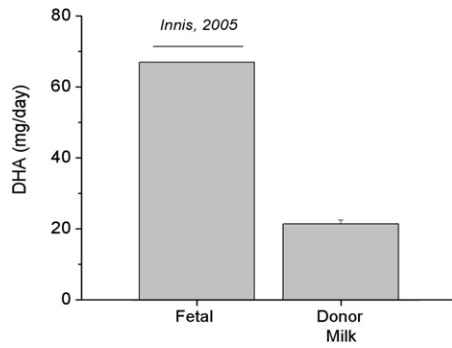 Innis, 2005
DHA (mg/day)
80
60
40
20
0
Fetal
Donor
Milk